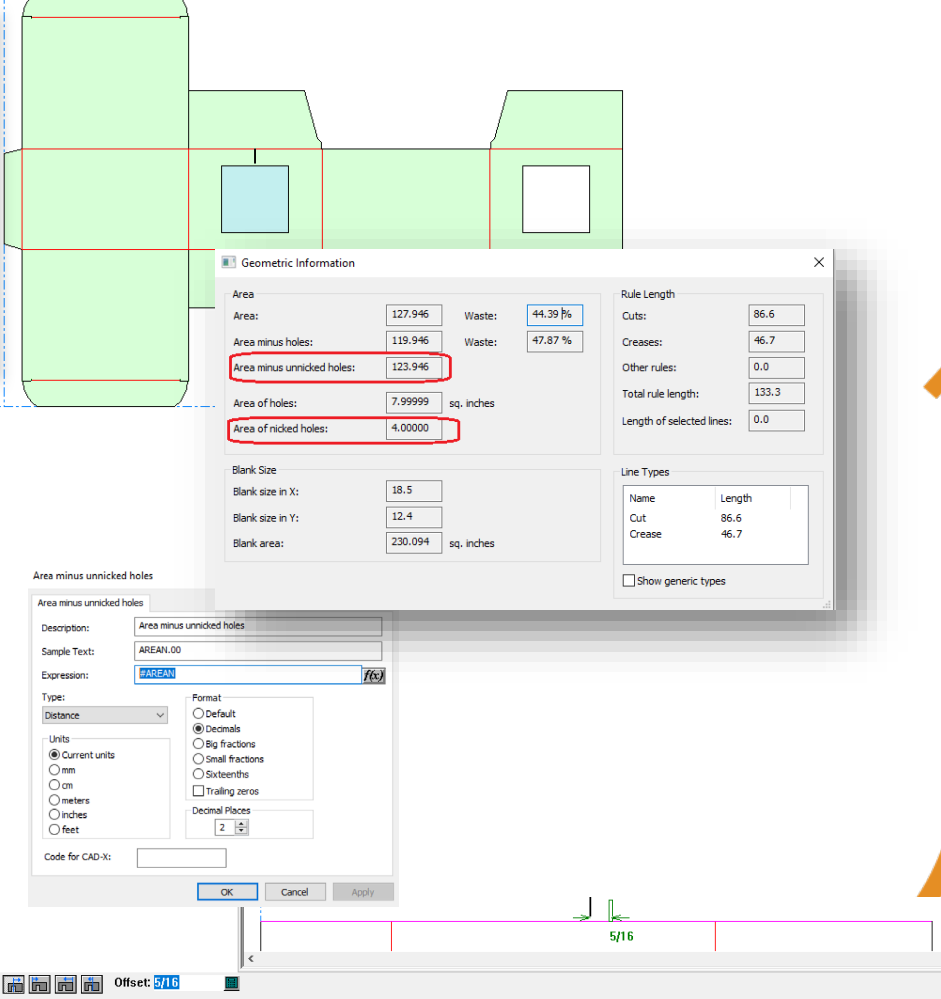 Geometric Information
Area
Area: 127.946 Waste: 44.39 %
Area minus holes: 119.946 Waste: 47.87 %
Area minus unnicked holes: 123.946
Area of holes: 7.99999 sq. inches
Area of nicked holes: 4.00000
Blank Size
Blank size in X: 18.5
Blank size in Y: 12.4
Blank area: 230.094 sq. inches
Rule Length
Cuts: 86.6
Creases: 46.7
Other rules: 0.0
Total rule length: 133.3
Length of selected lines: 0.0
Line Types
Name Length
Cut 86.6
Crease 46.7
Show generic types
Area minus unnicked holes
Area minus unnicked holes
Description: Area minus unnicked holes
Sample Text: AREAN.00
Expression: #AREAN f(x)
Type:
Distance
Units
Current units
mm
cm
meters
inches
feet
Format
Default
Decimals
Big fractions
Small fractions
Sixteenths
Trailing zeros
Decimal Places
2
Code for CAD-X:
OK Cancel Apply
5/16
Offset: 5/16